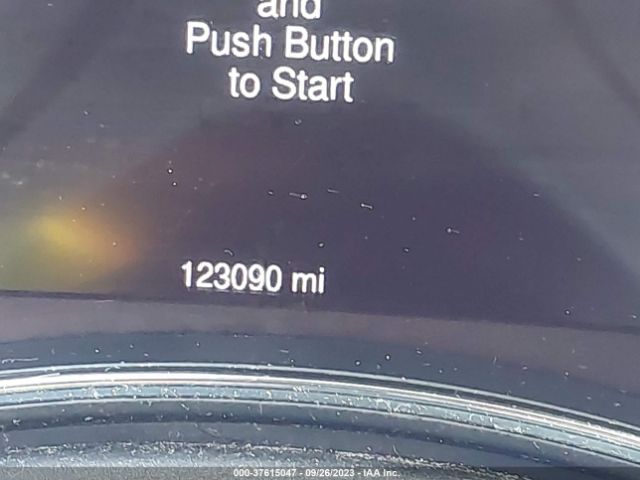 and
Push Button
to Start
123090 mi
000-37615047 - 09/26/2023 - IAA Inc.